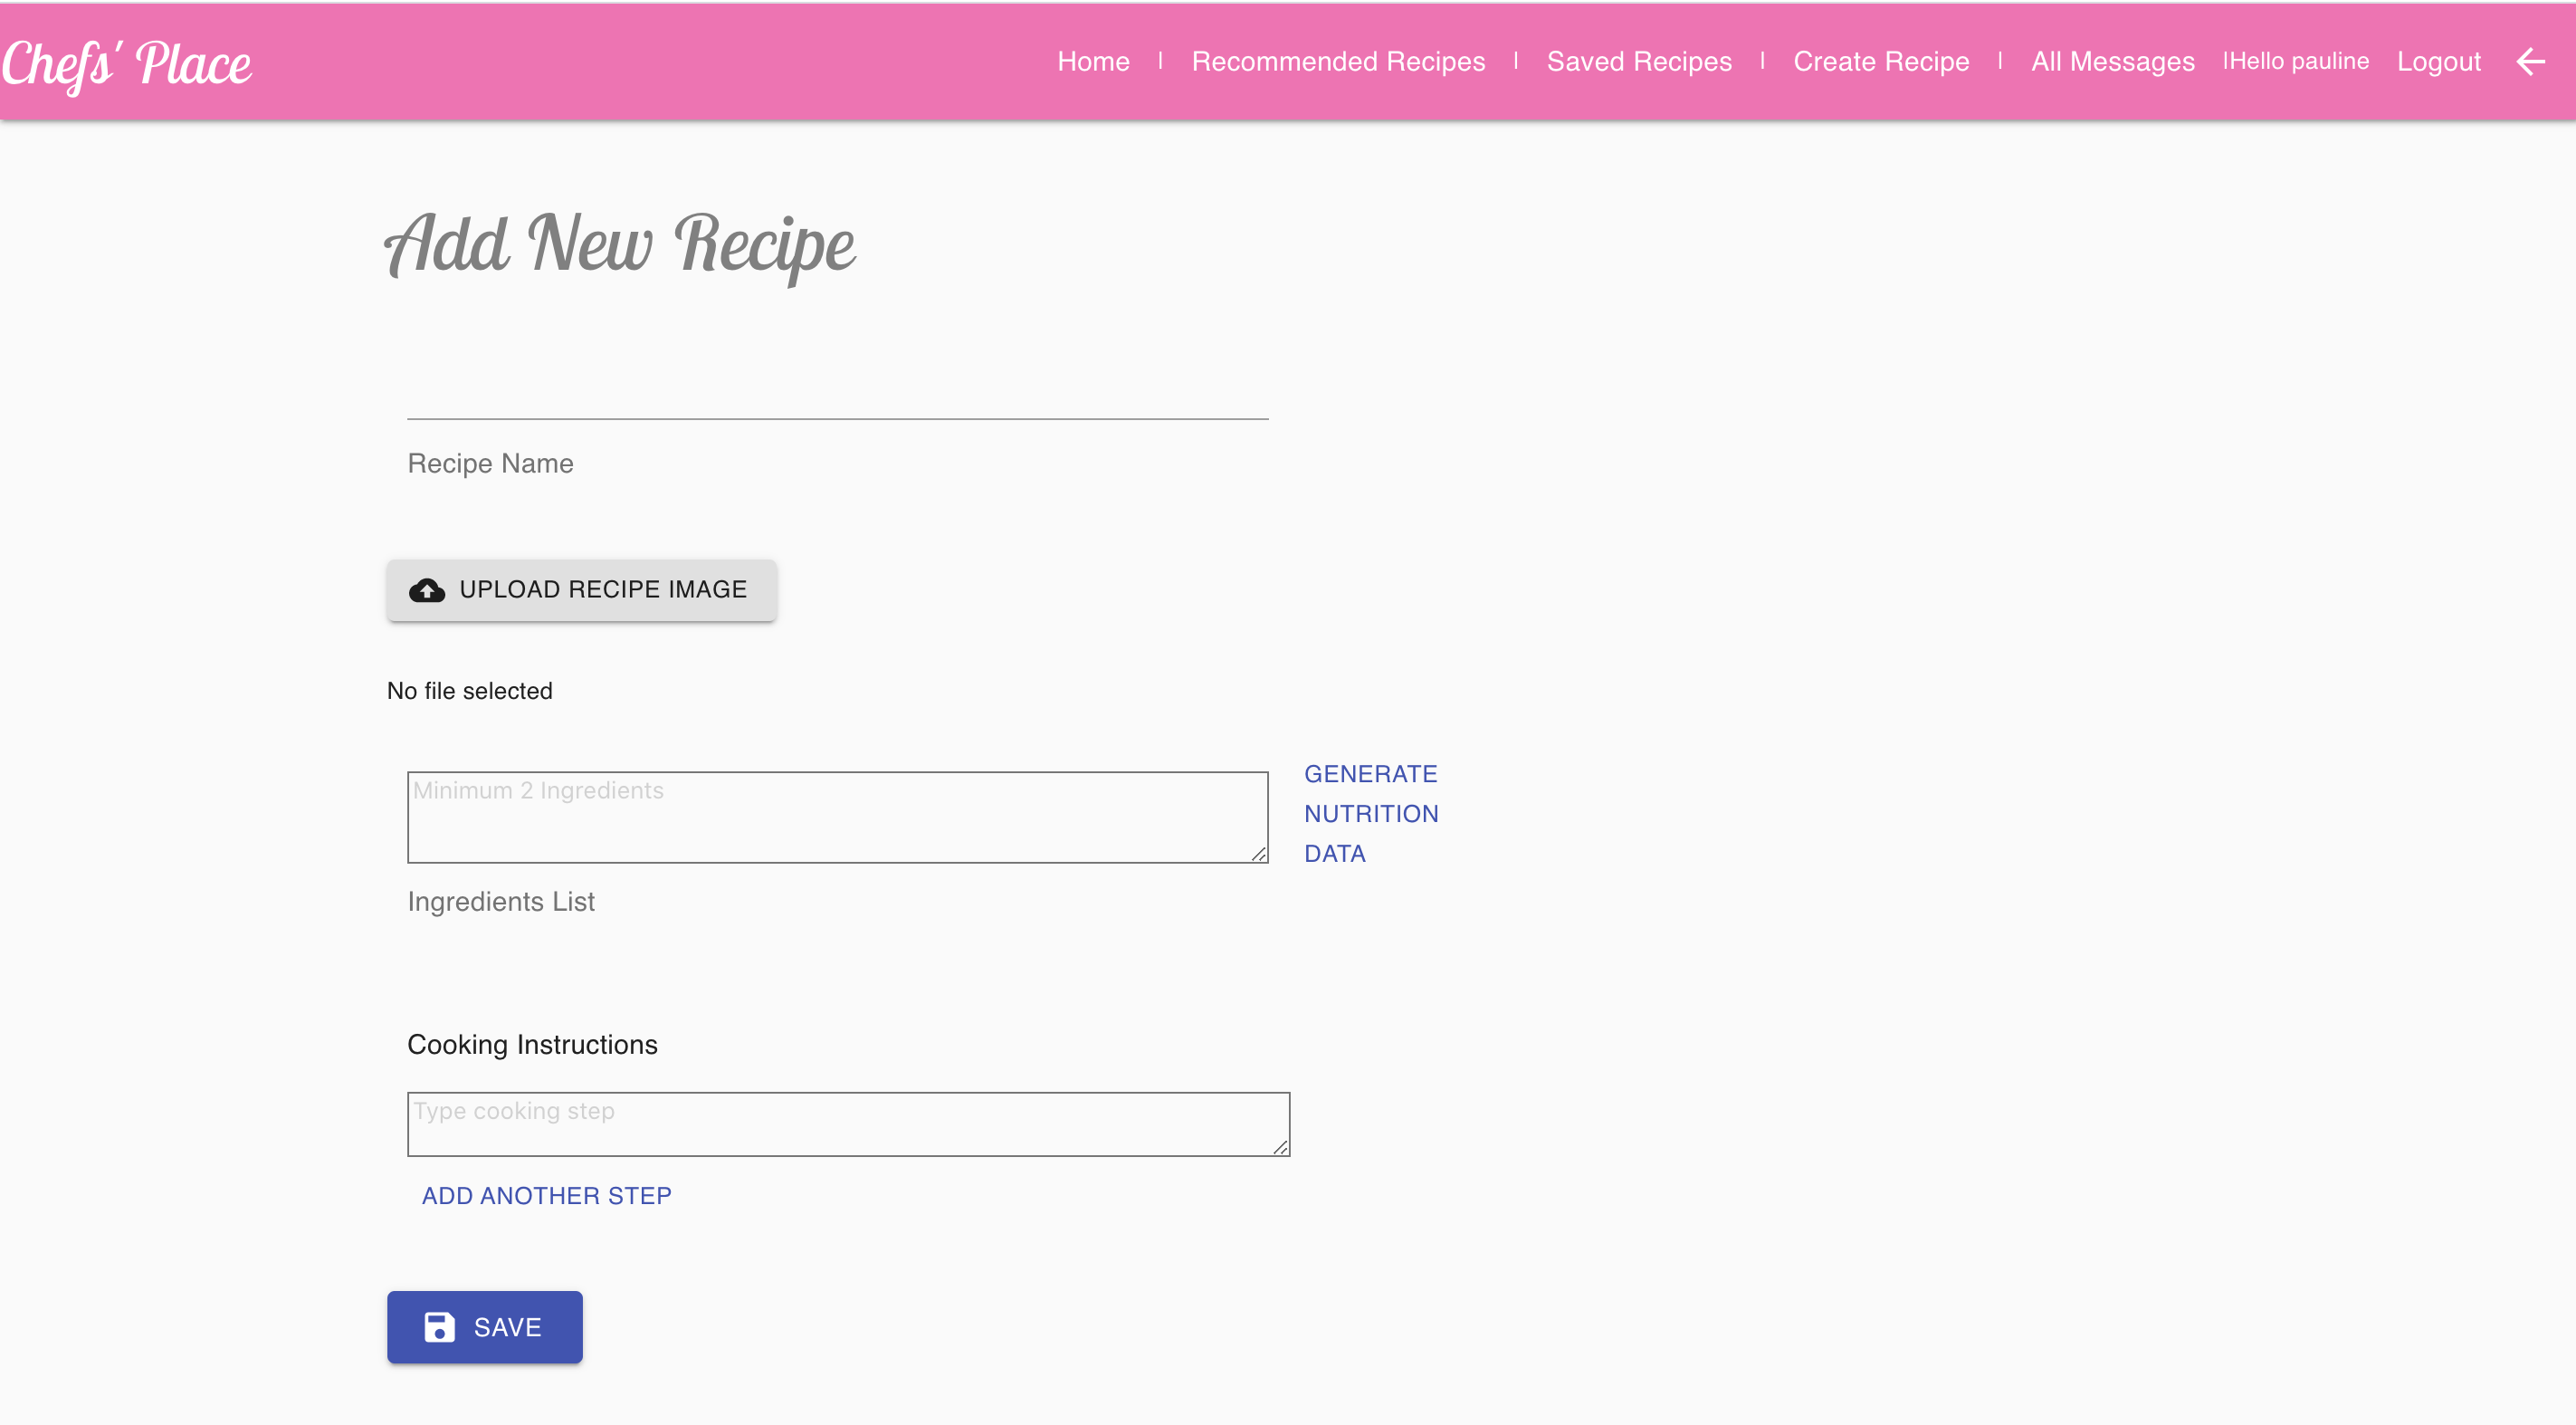 Chefs' Place
Home | Recommended Recipes | Saved Recipes | Create Recipe | All Messages |Hello pauline Logout
Add New Recipe
Recipe Name
UPLOAD RECIPE IMAGE
No file selected
Minimum 2 Ingredients
GENERATE
NUTRITION
DATA
Ingredients List
Cooking Instructions
Type cooking step
ADD ANOTHER STEP
SAVE